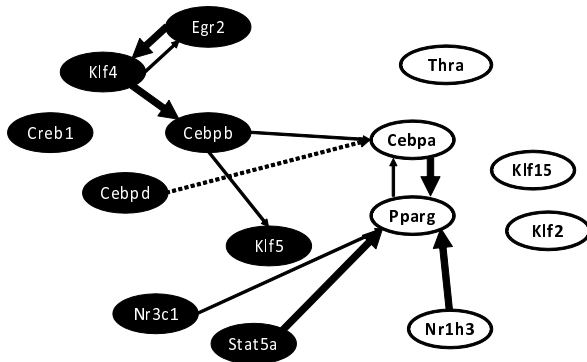 Egr2
Klf4
Thra
Creb1
Cebpb
Cebpa
Klf15
Cebpd
Pparg
Klf2
Klf5
Nr3c1
Nr1h3
Stat5a